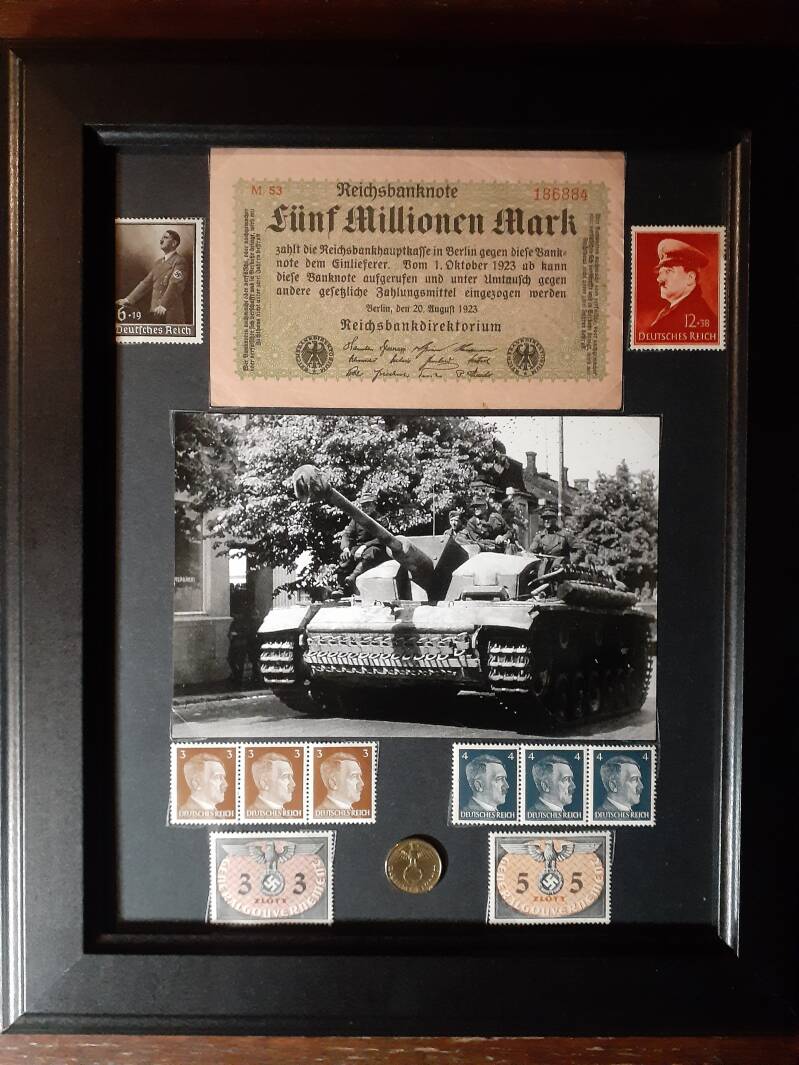 M. 53
Reichsbanknote
186884
Fünf Millionen Mark
zahlt die Reichsbankhauptkasse in Berlin gegen diese Bank=
note dem Einlieferer. Vom 1. Oktober 1923 ab kann
diese Banknote aufgerufen und unter Umtausch gegen
andere gesetzliche Zahlungsmittel eingezogen werden
Berlin, den 20. August 1923
Reichsbankdirektorium
6+19
Deutsches Reich
12+38
DEUTSCHES REICH
3 3 3
DEUTSCHES REICH DEUTSCHES REICH DEUTSCHES REICH
4 4 4
DEUTSCHES REICH DEUTSCHES REICH DEUTSCHES REICH
3 3
ZŁOTY
GENERALGOUVERNEMENT
5 5
ZŁOTY
GENERALGOUVERNEMENT